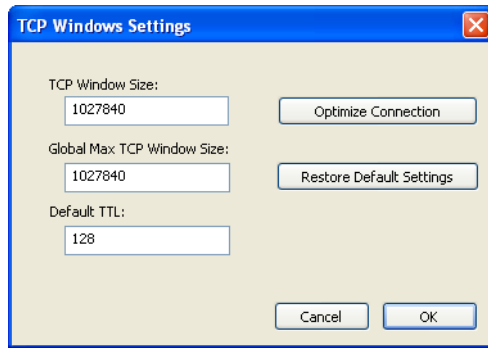 TCP Windows Settings
TCP Window Size:
1027840
Optimize Connection
Global Max TCP Window Size:
1027840
Restore Default Settings
Default TTL:
128
Cancel
OK